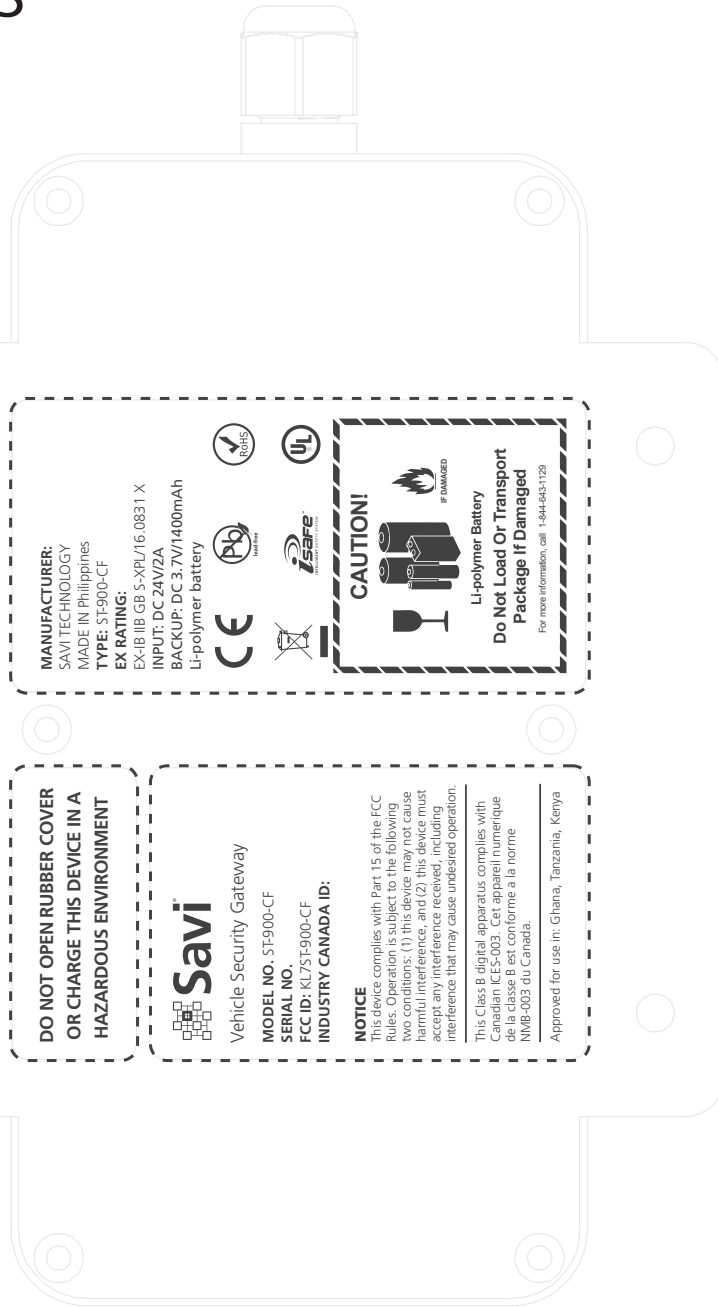 DO NOT OPEN RUBBER COVER
OR CHARGE THIS DEVICE IN A
HAZARDOUS ENVIRONMENT
Savi
Vehicle Security Gateway
MODEL NO. ST-900-CF
SERIAL NO.
FCC ID: KL7ST-900-CF
INDUSTRY CANADA ID:
NOTICE
This device complies with Part 15 of the FCC
Rules. Operation is subject to the following
two conditions: (1) this device may not cause
harmful interference, and (2) this device must
accept any interference received, including
interference that may cause undesired operation.
This Class B digital apparatus complies with
Canadian ICES-003. Cet appareil numerique
de la classe B est conforme a la norme
NMB-003 du Canada.
Approved for use in: Ghana, Tanzania, Kenya
MANUFACTURER:
SAVI TECHNOLOGY
MADE IN Philippines
TYPE: ST-900-CF
EX RATING:
EX-IB IIB GB S-XPL/16.0831 X
INPUT: DC 24V/2A
BACKUP: DC 3.7V/1400mAh
Li-polymer battery
CE
Pb
lead-free
RoHS
isafe™
INTELLIGENT SAFETY SYSTEM
UL
CAUTION!
IF DAMAGED
Li-polymer Battery
Do Not Load Or Transport
Package If Damaged
For more information, call 1-844-643-1129